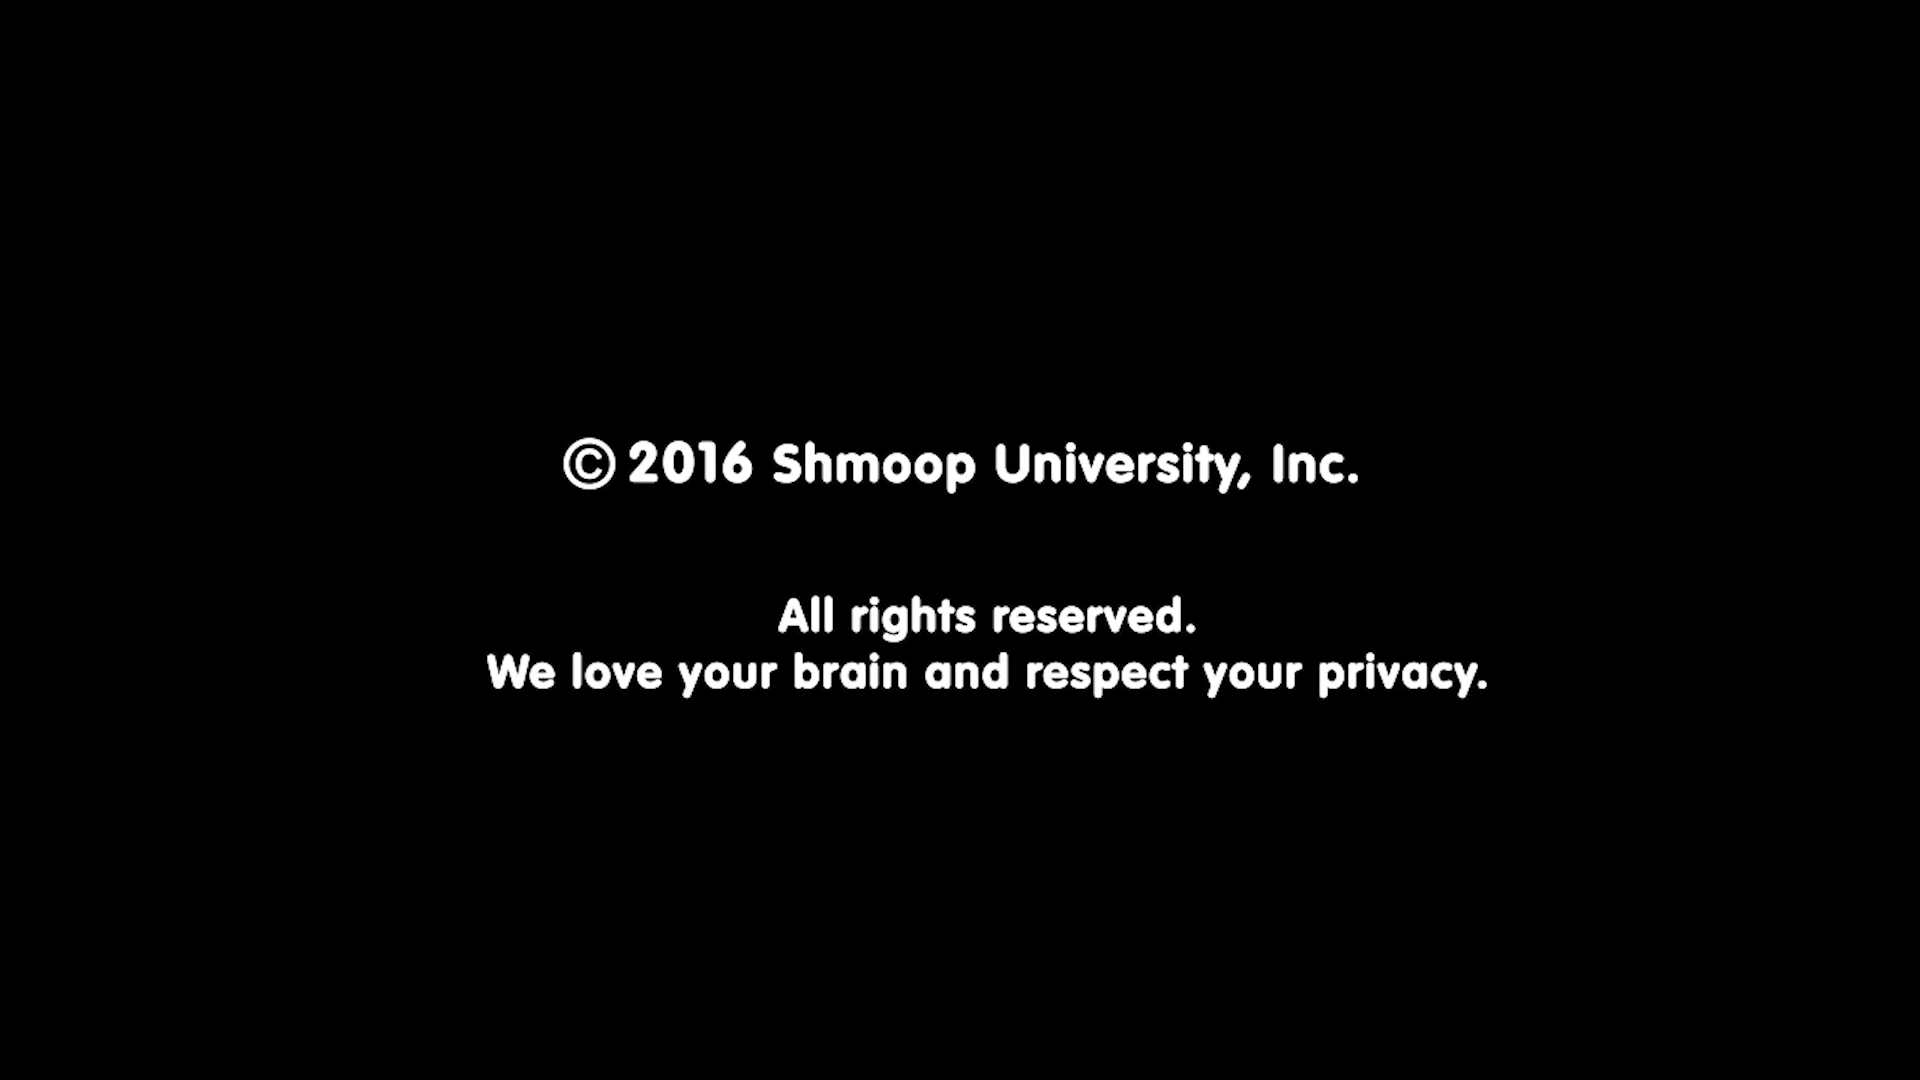 © 2016 Shmoop University, Inc.
All rights reserved.
We love your brain and respect your privacy.